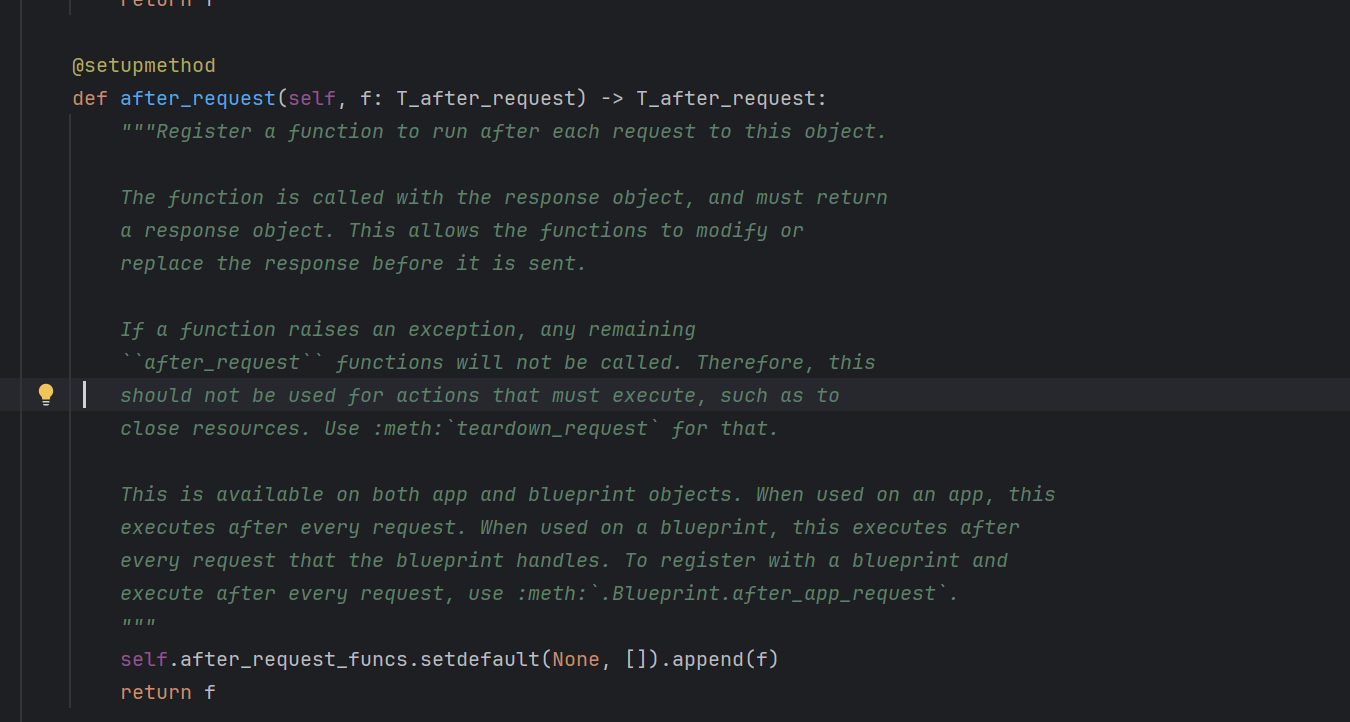 return f
@setupmethod
def after_request(self, f: T_after_request) -> T_after_request:
"""Register a function to run after each request to this object.
The function is called with the response object, and must return
a response object. This allows the functions to modify or
replace the response before it is sent.
If a function raises an exception, any remaining
``after_request`` functions will not be called. Therefore, this
should not be used for actions that must execute, such as to
close resources. Use :meth:`teardown_request` for that.
This is available on both app and blueprint objects. When used on an app, this
executes after every request. When used on a blueprint, this executes after
every request that the blueprint handles. To register with a blueprint and
execute after every request, use :meth:`.Blueprint.after_app_request`.
"""
self.after_request_funcs.setdefault(None, []).append(f)
return f